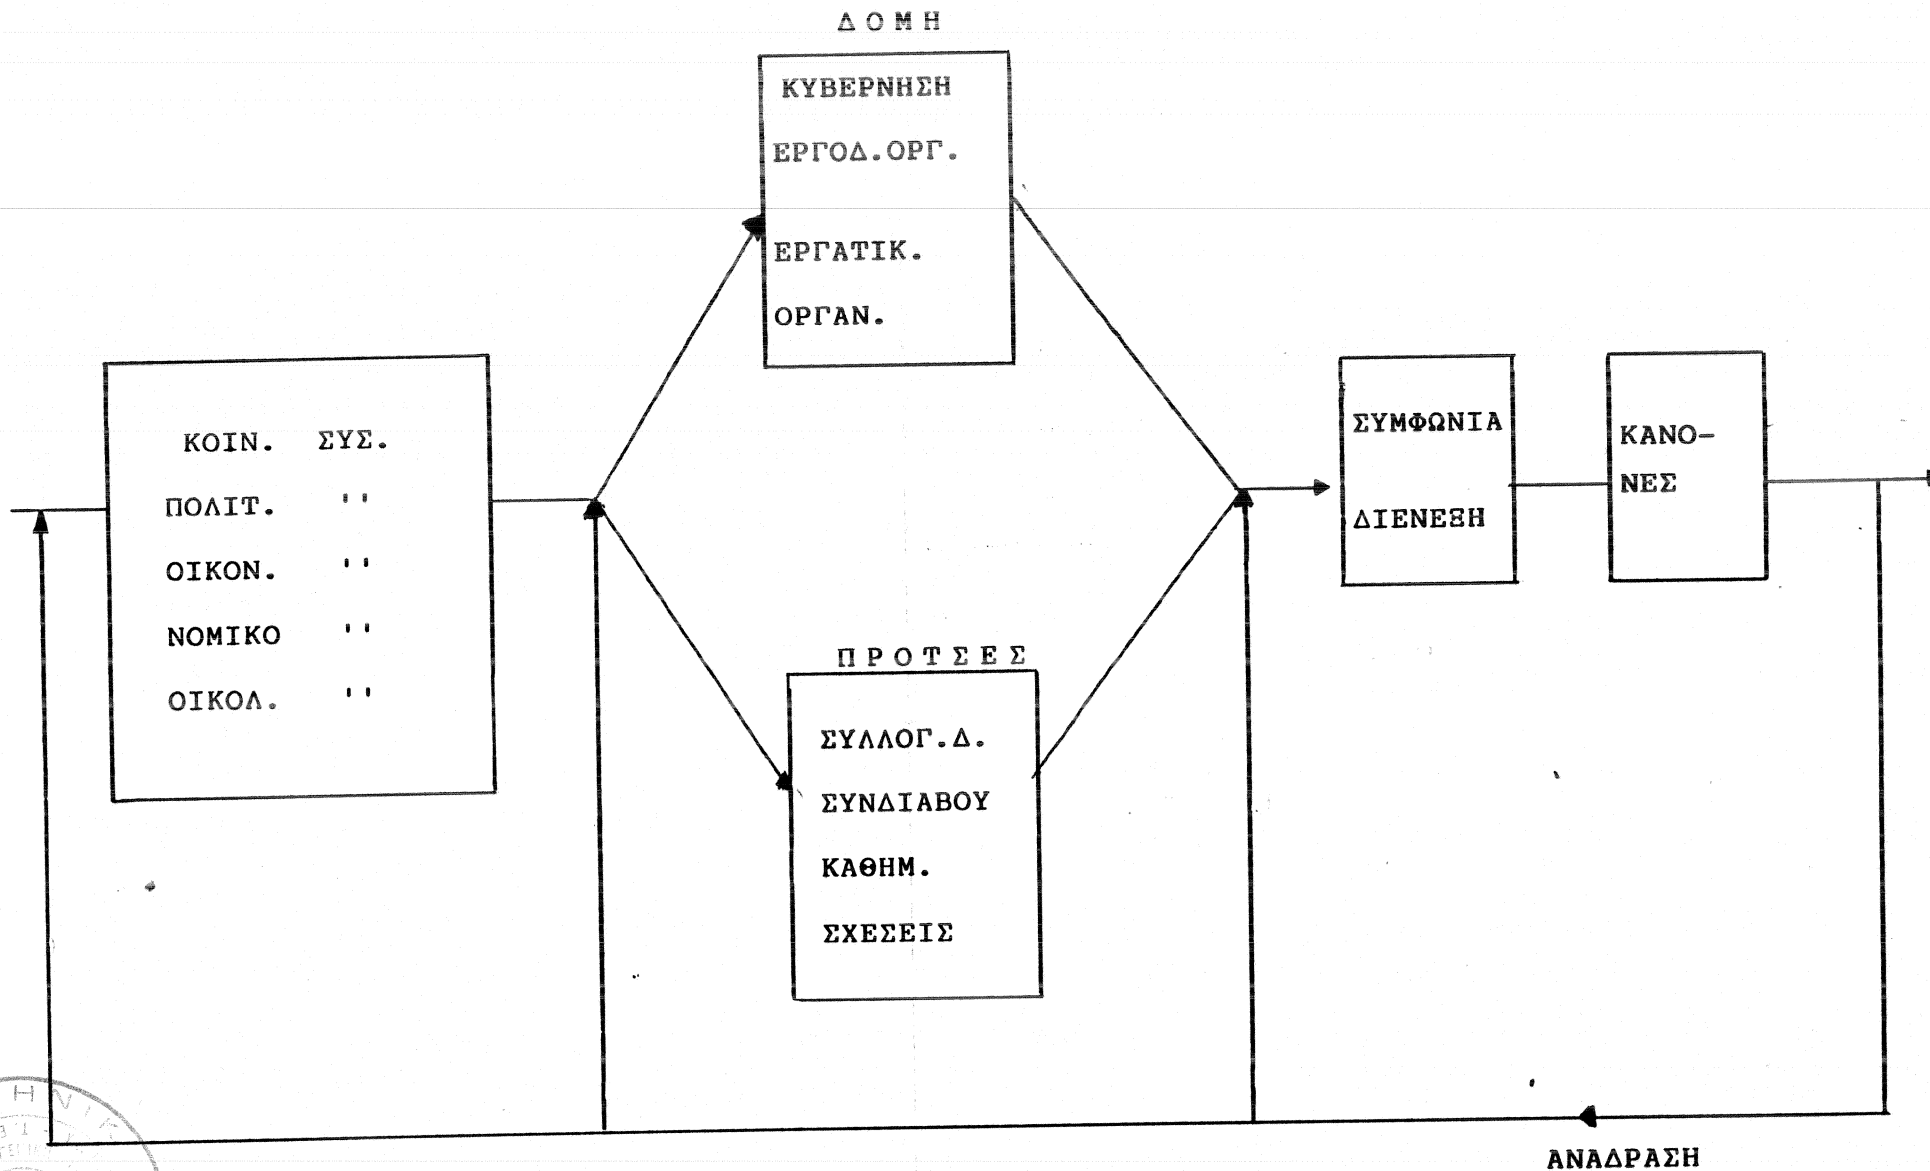 ΔΟΜΗ
ΚΥΒΕΡΝΗΣΗ
ΕΡΓΟΔ.ΟΡΓ.
ΕΡΓΑΤΙΚ.
ΟΡΓΑΝ.
ΚΟΙΝ. ΣΥΣ.
ΠΟΛΙΤ. ''
ΟΙΚΟΝ. ''
ΝΟΜΙΚΟ ''
ΟΙΚΟΛ. ''
ΠΡΟΤΣΕΣ
ΣΥΛΛΟΓ.Δ.
ΣΥΝΔΙΑΒΟΥ
ΚΑΘΗΜ.
ΣΧΕΣΕΙΣ
ΣΥΜΦΩΝΙΑ
ΔΙΕΝΕΞΗ
ΚΑΝΟ-
ΝΕΣ
ΑΝΑΔΡΑΣΗ